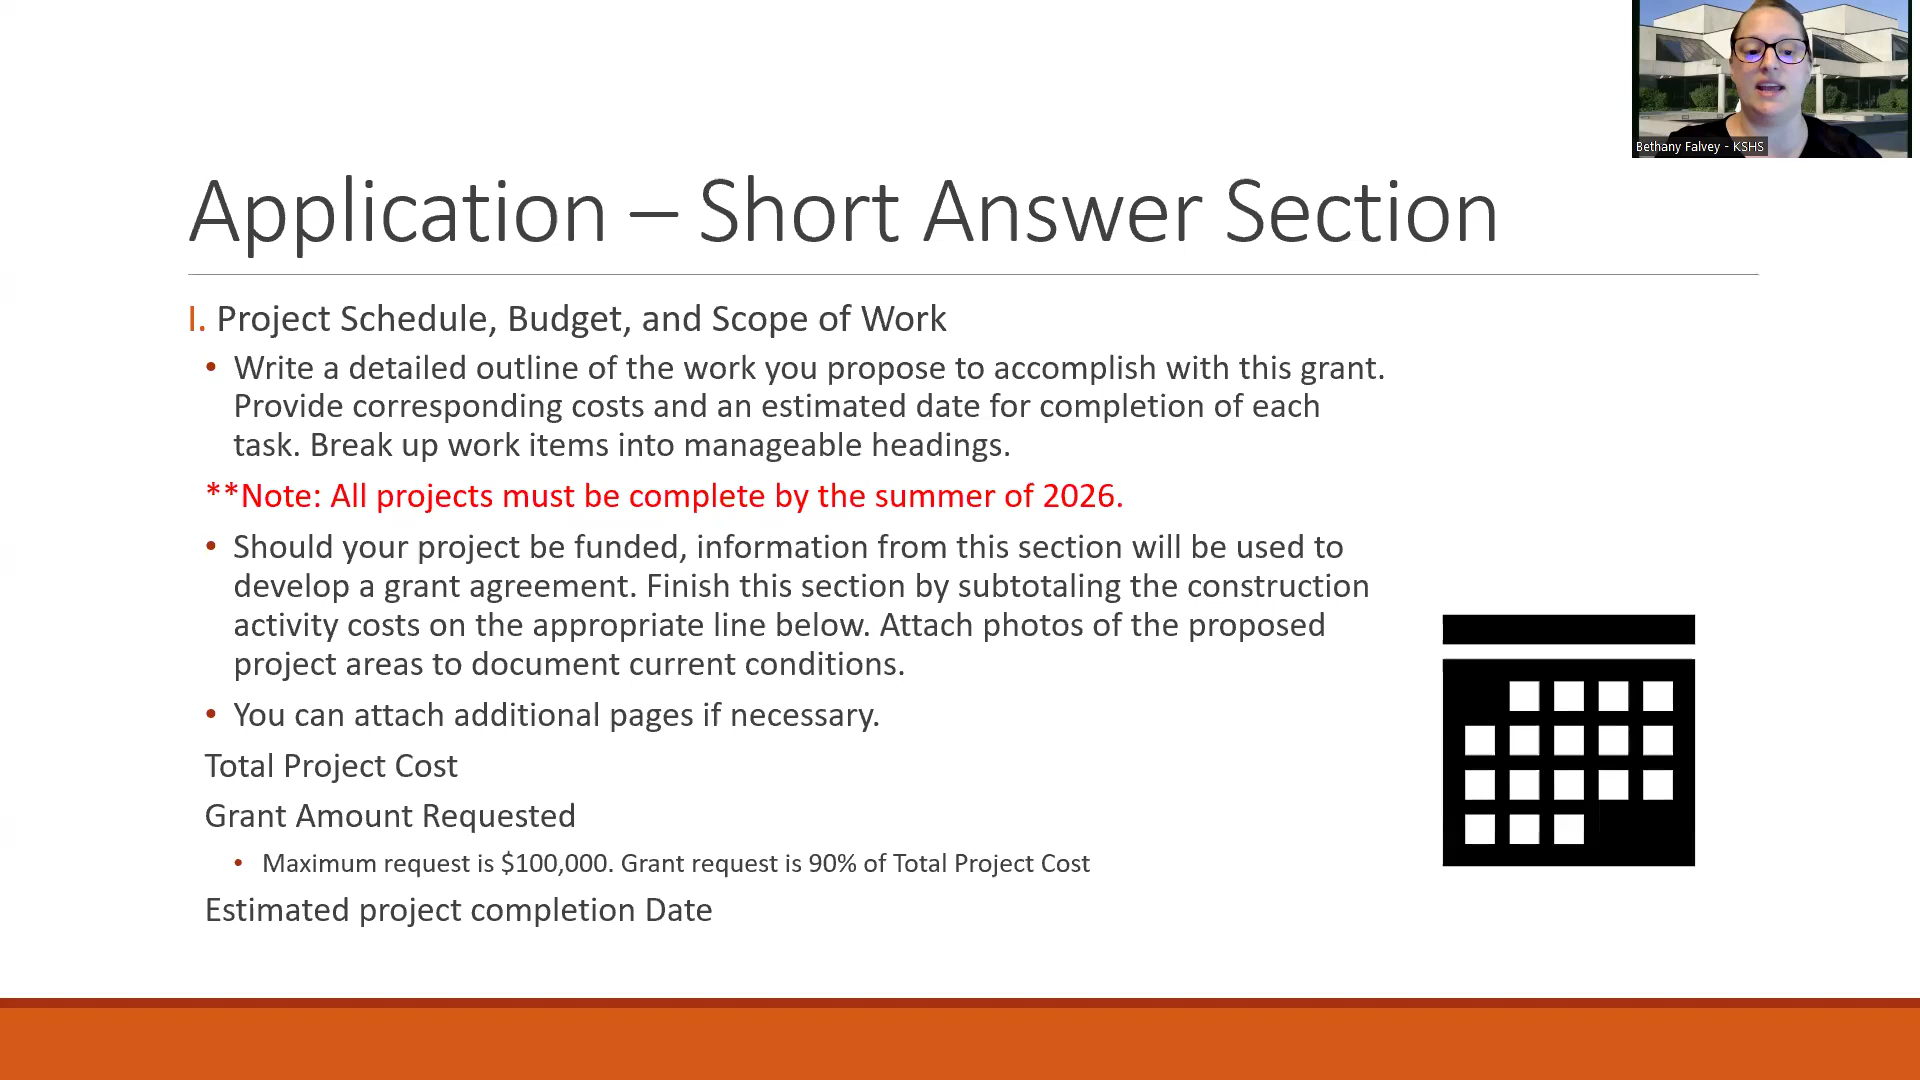 Bethany Falvey - KSHS
Application – Short Answer Section
I. Project Schedule, Budget, and Scope of Work
• Write a detailed outline of the work you propose to accomplish with this grant.
Provide corresponding costs and an estimated date for completion of each
task. Break up work items into manageable headings.
**Note: All projects must be complete by the summer of 2026.
• Should your project be funded, information from this section will be used to
develop a grant agreement. Finish this section by subtotaling the construction
activity costs on the appropriate line below. Attach photos of the proposed
project areas to document current conditions.
• You can attach additional pages if necessary.
Total Project Cost
Grant Amount Requested
• Maximum request is $100,000. Grant request is 90% of Total Project Cost
Estimated project completion Date